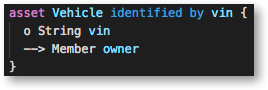 asset Vehicle identified by vin {
  o String vin
  --> Member owner
}